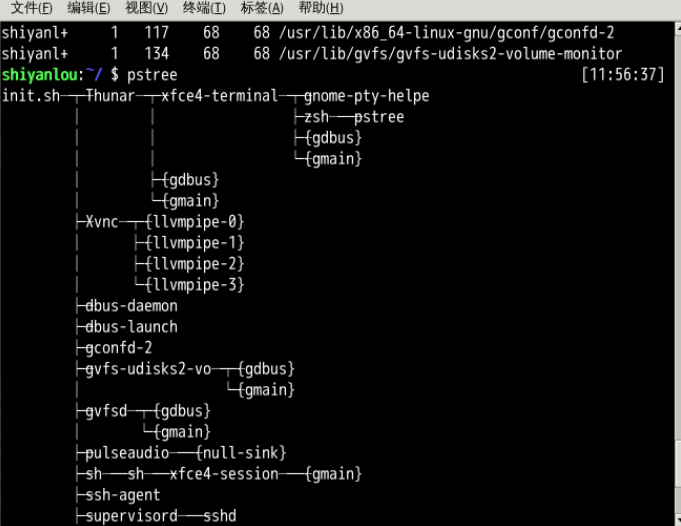 文件(F) 编辑(E) 视图(V) 终端(T) 标签(A) 帮助(H)
shiyanl+     1   117    68    68 /usr/lib/x86_64-linux-gnu/gconf/gconfd-2
shiyanl+     1   134    68    68 /usr/lib/gvfs/gvfs-udisks2-volume-monitor
shiyanlou:~/ $ pstree                                                [11:56:37]
init.sh─┬─Thunar─┬─xfce4-terminal─┬─gnome-pty-helpe
        │        │                ├─zsh───pstree
        │        │                ├─{gdbus}
        │        │                └─{gmain}
        │        ├─{gdbus}
        │        └─{gmain}
        ├─Xvnc─┬─{llvmpipe-0}
        │      ├─{llvmpipe-1}
        │      ├─{llvmpipe-2}
        │      └─{llvmpipe-3}
        ├─dbus-daemon
        ├─dbus-launch
        ├─gconfd-2
        ├─gvfs-udisks2-vo─┬─{gdbus}
        │                 └─{gmain}
        ├─gvfsd─┬─{gdbus}
        │       └─{gmain}
        ├─pulseaudio───{null-sink}
        ├─sh───sh───xfce4-session───{gmain}
        ├─ssh-agent
        ├─supervisord───sshd